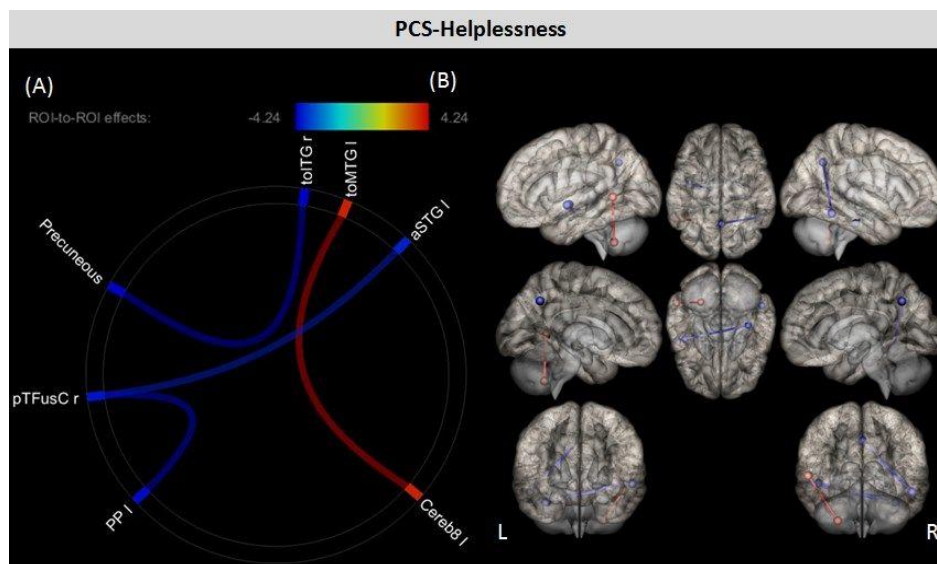 PCS-Helplessness
(A)
(B)
ROI-to-ROI effects:
-4.24
4.24
toITG r
toMTG l
aSTG l
Precuneous
pTFusC r
PP l
Cereb8 l
L
R